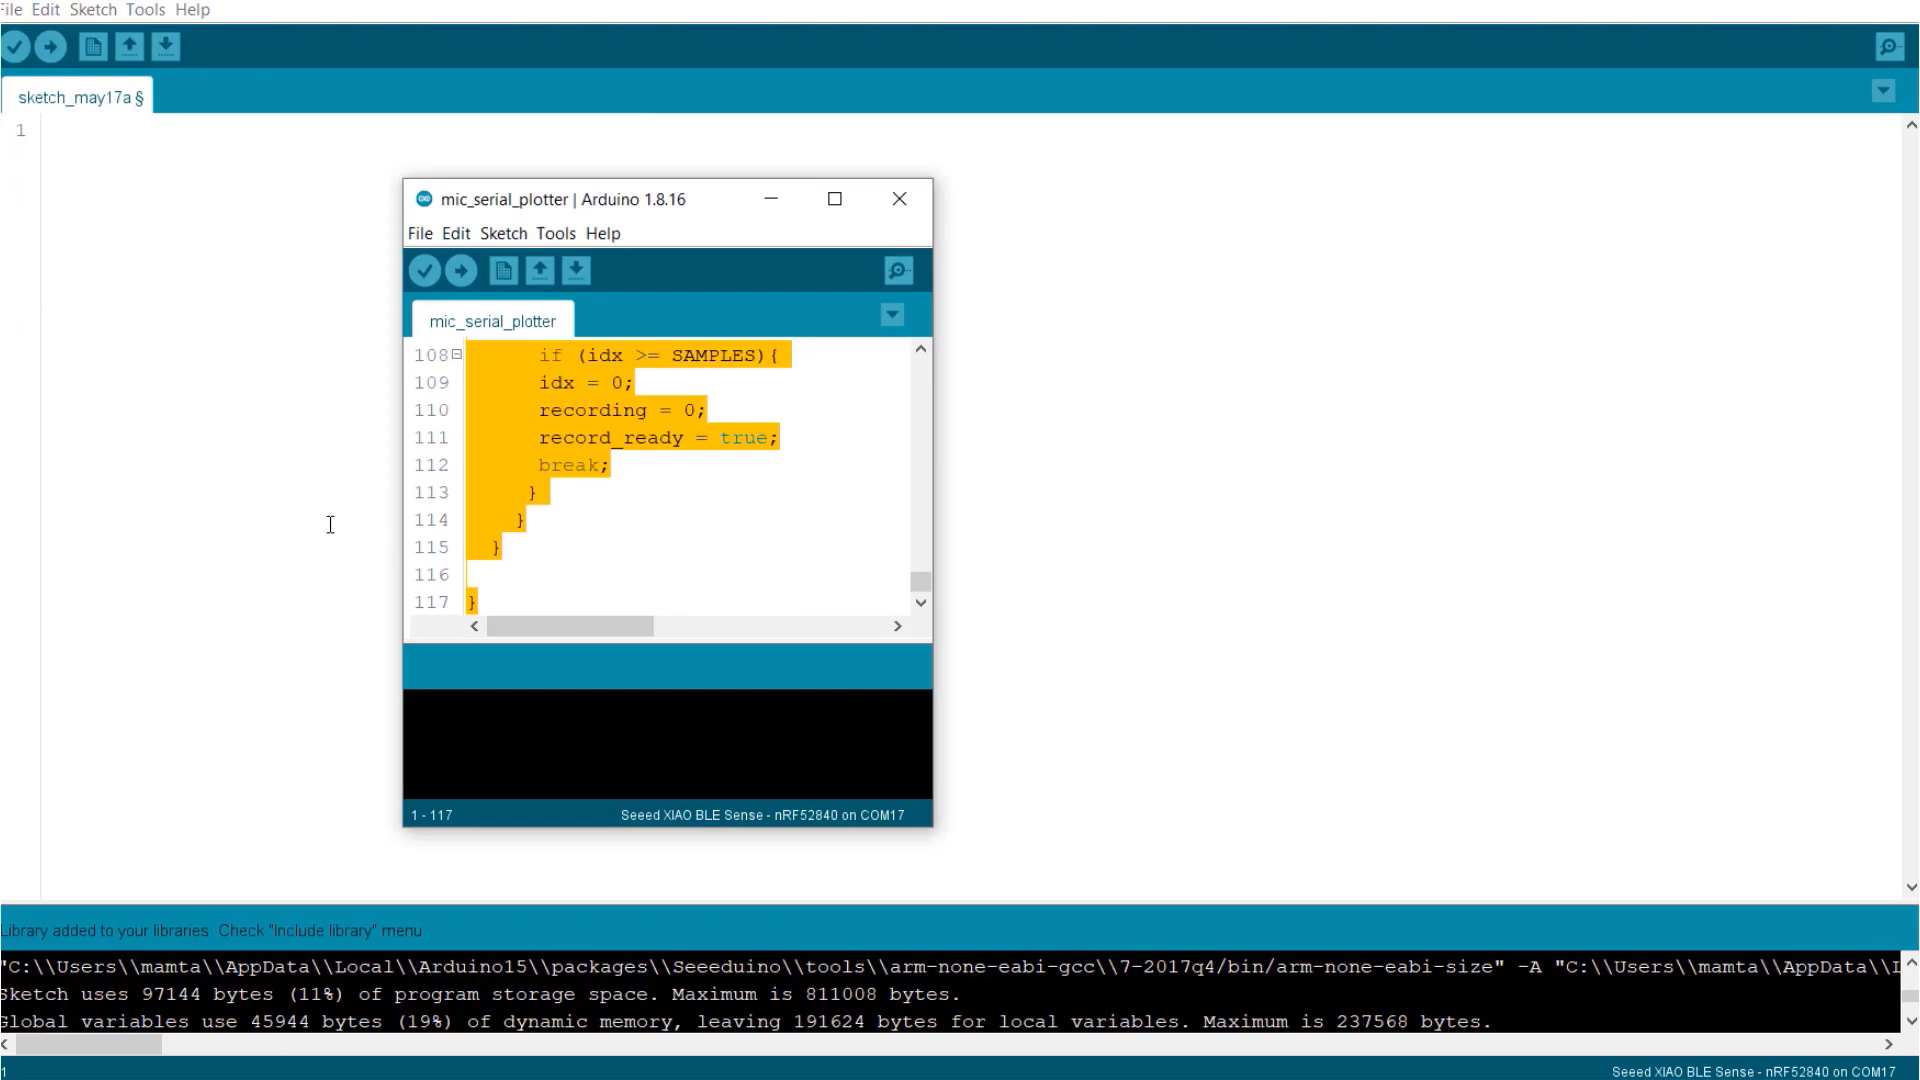 File Edit Sketch Tools Help
sketch_may17a §
1
mic_serial_plotter | Arduino 1.8.16
File Edit Sketch Tools Help
mic_serial_plotter
108 if (idx >= SAMPLES){
109 idx = 0;
110 recording = 0;
111 record_ready = true;
112 break;
113 }
114 }
115 }
116
117 }
1 - 117 Seeed XIAO BLE Sense - nRF52840 on COM17
Library added to your libraries. Check "Include library" menu
"C:\\Users\\mamta\\AppData\\Local\\Arduino15\\packages\\Seeeduino\\tools\\arm-none-eabi-gcc\\7-2017q4/bin/arm-none-eabi-size" -A "C:\\Users\\mamta\\AppData\\L
Sketch uses 97144 bytes (11%) of program storage space. Maximum is 811008 bytes.
Global variables use 45944 bytes (19%) of dynamic memory, leaving 191624 bytes for local variables. Maximum is 237568 bytes.
1 Seeed XIAO BLE Sense - nRF52840 on COM17